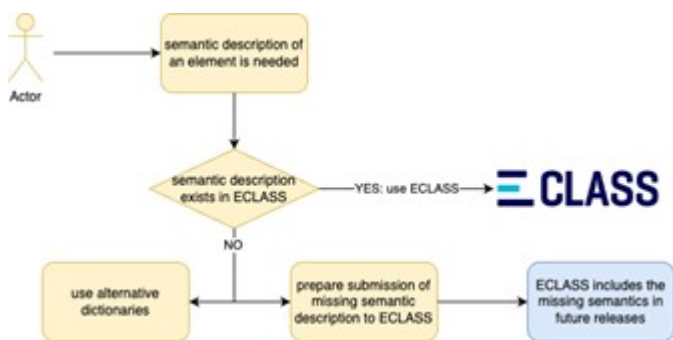 semantic description of
an element is needed
Actor
semantic description
exists in ECLASS
YES: use ECLASS
ECLASS
NO
use alternative
dictionaries
prepare submission of
missing semantic
description to ECLASS
ECLASS includes the
missing semantics in
future releases